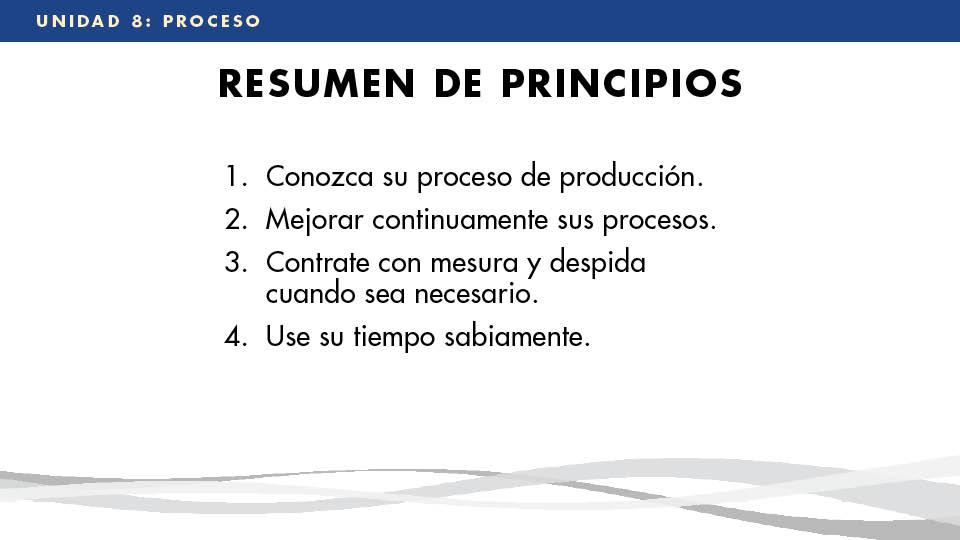 UNIDAD 8: PROCESO
RESUMEN DE PRINCIPIOS
1. Conozca su proceso de producción.
2. Mejorar continuamente sus procesos.
3. Contrate con mesura y despida
cuando sea necesario.
4. Use su tiempo sabiamente.